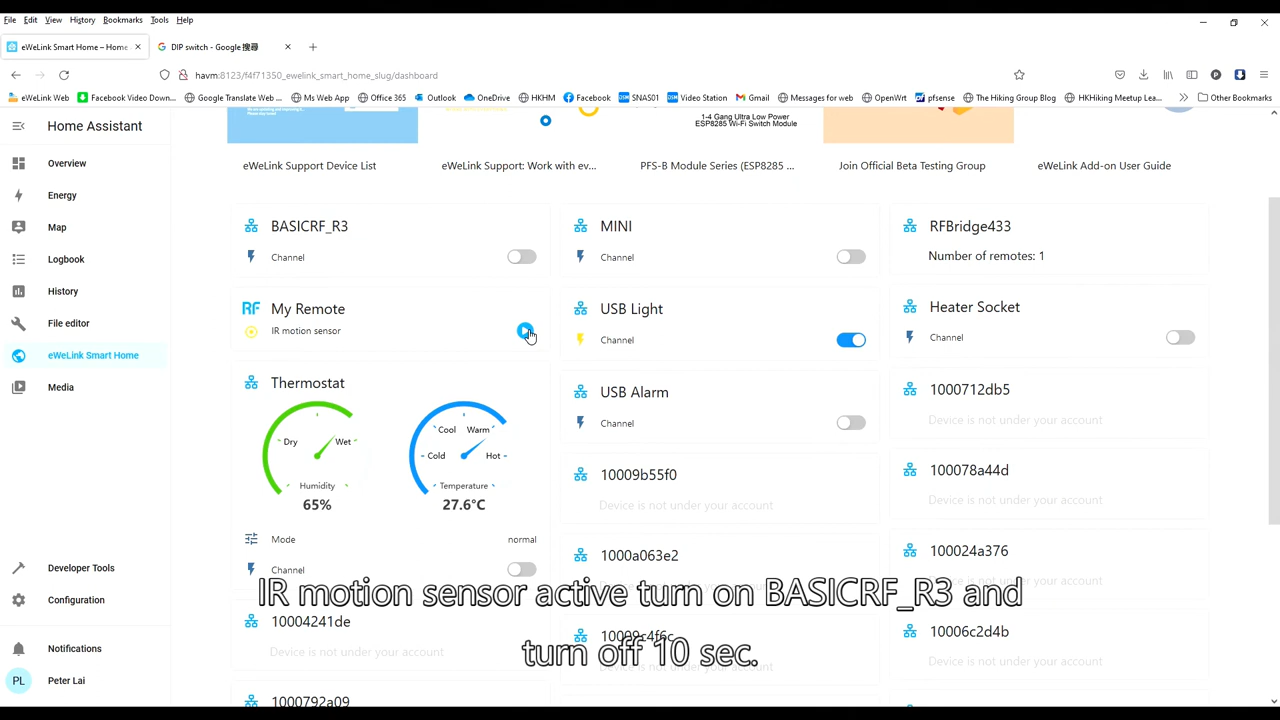 File Edit View History Bookmarks Tools Help
eWeLink Smart Home – Home
DIP switch - Google 搜尋
havm:8123/f4f71350_ewelink_smart_home_slug/dashboard
eWeLink Web Facebook Video Down... Google Translate Web ... Ms Web App Office 365 Outlook OneDrive HKHM Facebook SNAS01 Video Station Gmail Messages for web OpenWrt pfsense The Hiking Group Blog HKHiking Meetup Lea... Other Bookmarks
Home Assistant
Overview
Energy
Map
Logbook
History
File editor
eWeLink Smart Home
Media
Developer Tools
Configuration
Notifications
PL Peter Lai
1-4 Gang Ultra Low Power
ESP8285 Wi-Fi Switch Module
eWeLink Support Device List
eWeLink Support: Work with ev...
PFS-B Module Series (ESP8285 ...
Join Official Beta Testing Group
eWeLink Add-on User Guide
BASICRF_R3
Channel
MINI
Channel
RFBridge433
Number of remotes: 1
RF My Remote
IR motion sensor
USB Light
Channel
Heater Socket
Channel
Thermostat
Dry Wet
Humidity
65%
Cool Warm
Cold Hot
Temperature
27.6°C
Mode normal
Channel
USB Alarm
Channel
1000712db5
Device is not under your account
10009b55f0
Device is not under your account
100078a44d
Device is not under your account
1000a063e2
100024a376
10004241de
Device is not under your account
10009c4f6c
10006c2d4b
Device is not under your account
1000792a09
IR motion sensor active turn on BASICRF_R3 and
turn off 10 sec.